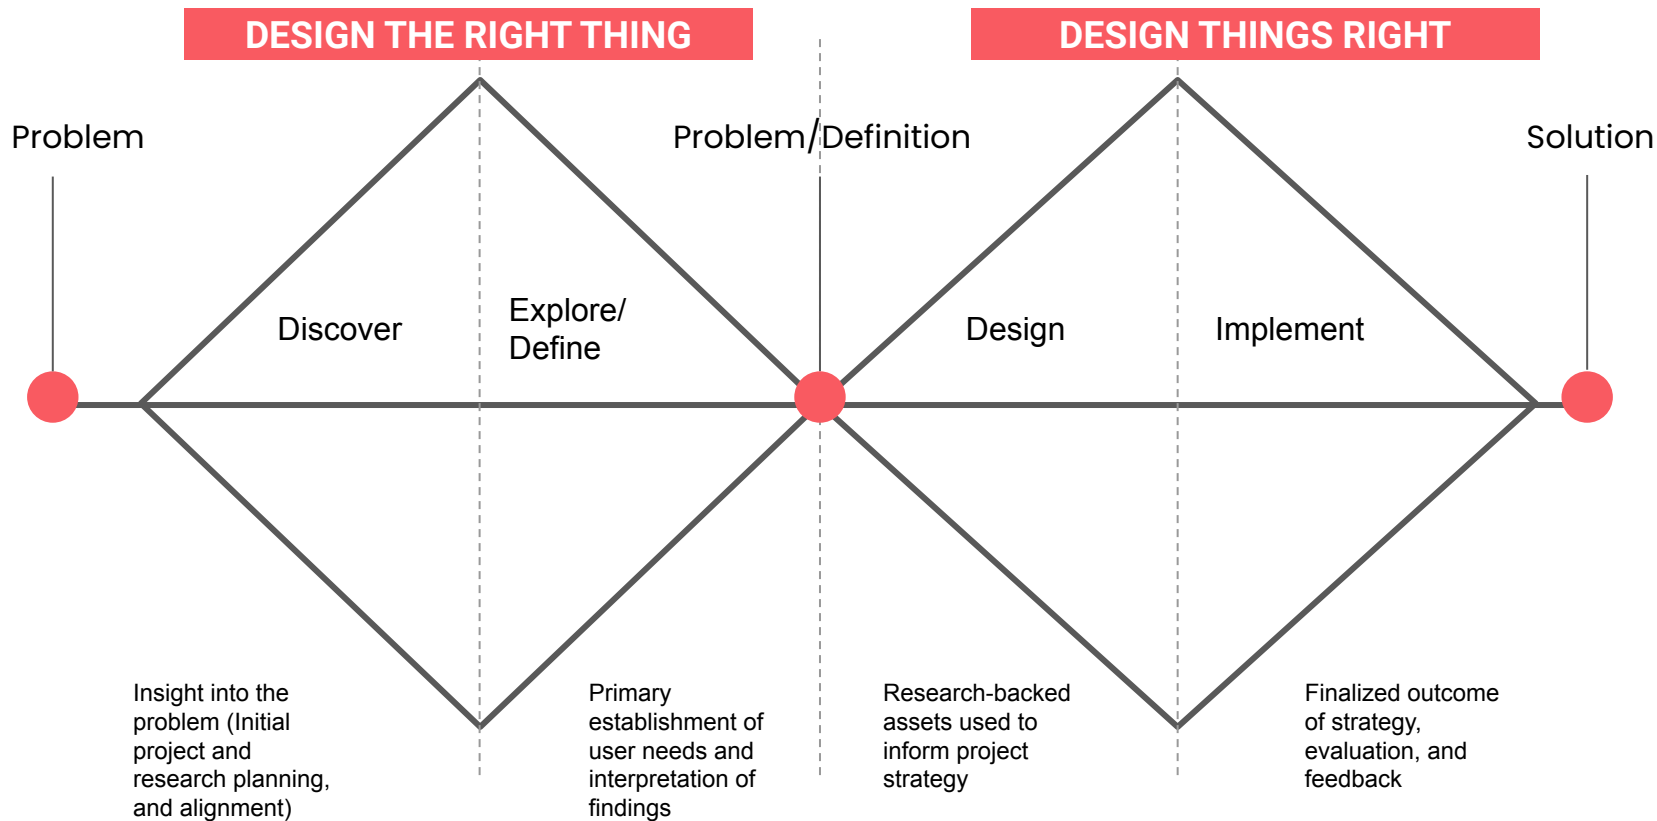 DESIGN THE RIGHT THING
DESIGN THINGS RIGHT
Problem
Problem/Definition
Solution
Discover
Explore/
Define
Design
Implement
Insight into the
problem (Initial
project and
research planning,
and alignment)
Primary
establishment of
user needs and
interpretation of
findings
Research-backed
assets used to
inform project
strategy
Finalized outcome
of strategy,
evaluation, and
feedback